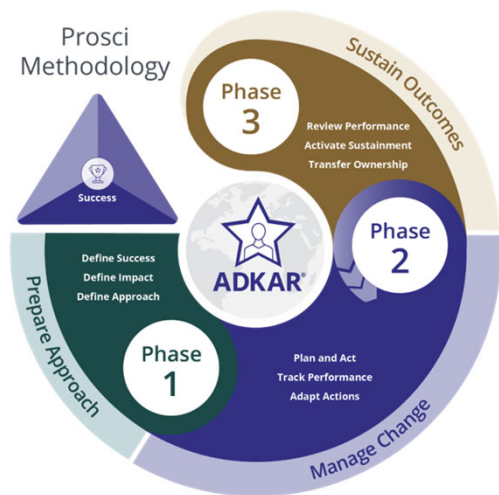 Prosci
Methodology
Success
Prepare Approach
Define Success
Define Impact
Define Approach
Phase
1
ADKAR®
Manage Change
Phase
2
Plan and Act
Track Performance
Adapt Actions
Sustain Outcomes
Phase
3
Review Performance
Activate Sustainment
Transfer Ownership